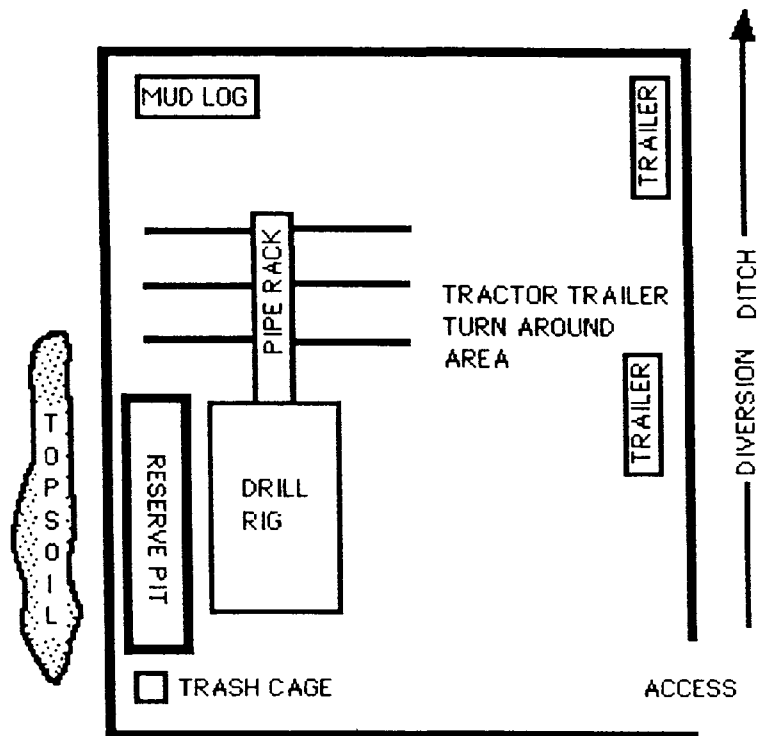 MUD LOG
TRAILER
PIPE RACK
TRACTOR TRAILER
TURN AROUND
AREA
DIVERSION DITCH
TRAILER
TOPSOIL
RESERVE PIT
DRILL
RIG
TRASH CAGE
ACCESS